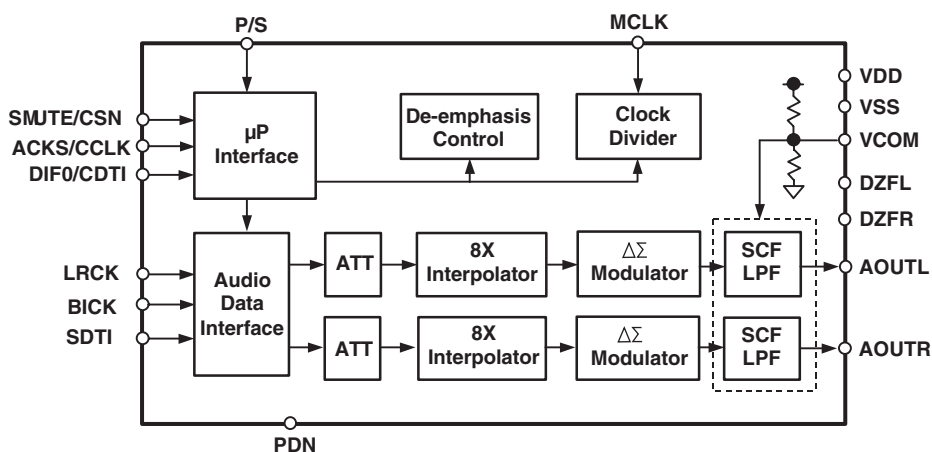 P/S
MCLK
VDD
VSS
VCOM
DZFL
DZFR
SMUTE/CSN
ACKS/CCLK
DIF0/CDTI
µP
Interface
De-emphasis
Control
Clock
Divider
LRCK
BICK
SDTI
Audio
Data
Interface
ATT
8X
Interpolator
ΔΣ
Modulator
SCF
LPF
AOUTL
ATT
8X
Interpolator
ΔΣ
Modulator
SCF
LPF
AOUTR
PDN